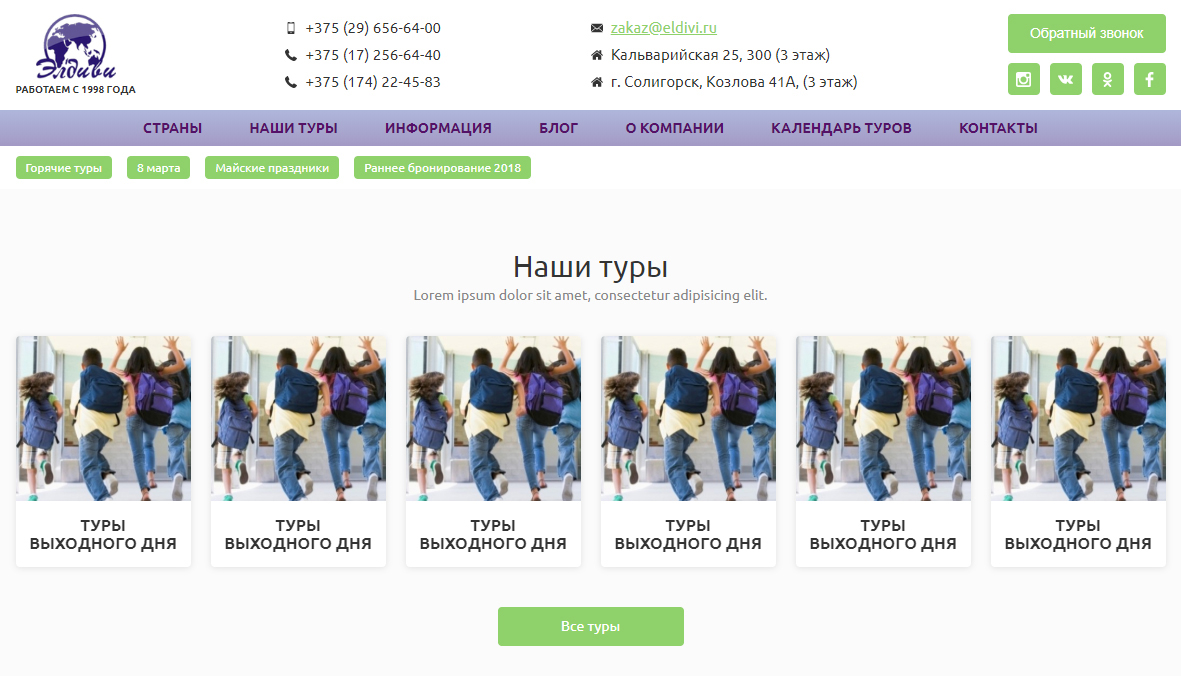 Элдиви
РАБОТАЕМ С 1998 ГОДА
+375 (29) 656-64-00
+375 (17) 256-64-40
+375 (174) 22-45-83
zakaz@eldivi.ru
Кальварийская 25, 300 (3 этаж)
г. Солигорск, Козлова 41А, (3 этаж)
Обратный звонок
СТРАНЫ НАШИ ТУРЫ ИНФОРМАЦИЯ БЛОГ О КОМПАНИИ КАЛЕНДАРЬ ТУРОВ КОНТАКТЫ
Горячие туры 8 марта Майские праздники Раннее бронирование 2018
Наши туры
Lorem ipsum dolor sit amet, consectetur adipisicing elit.
ТУРЫ
ВЫХОДНОГО ДНЯ
ТУРЫ
ВЫХОДНОГО ДНЯ
ТУРЫ
ВЫХОДНОГО ДНЯ
ТУРЫ
ВЫХОДНОГО ДНЯ
ТУРЫ
ВЫХОДНОГО ДНЯ
ТУРЫ
ВЫХОДНОГО ДНЯ
Все туры